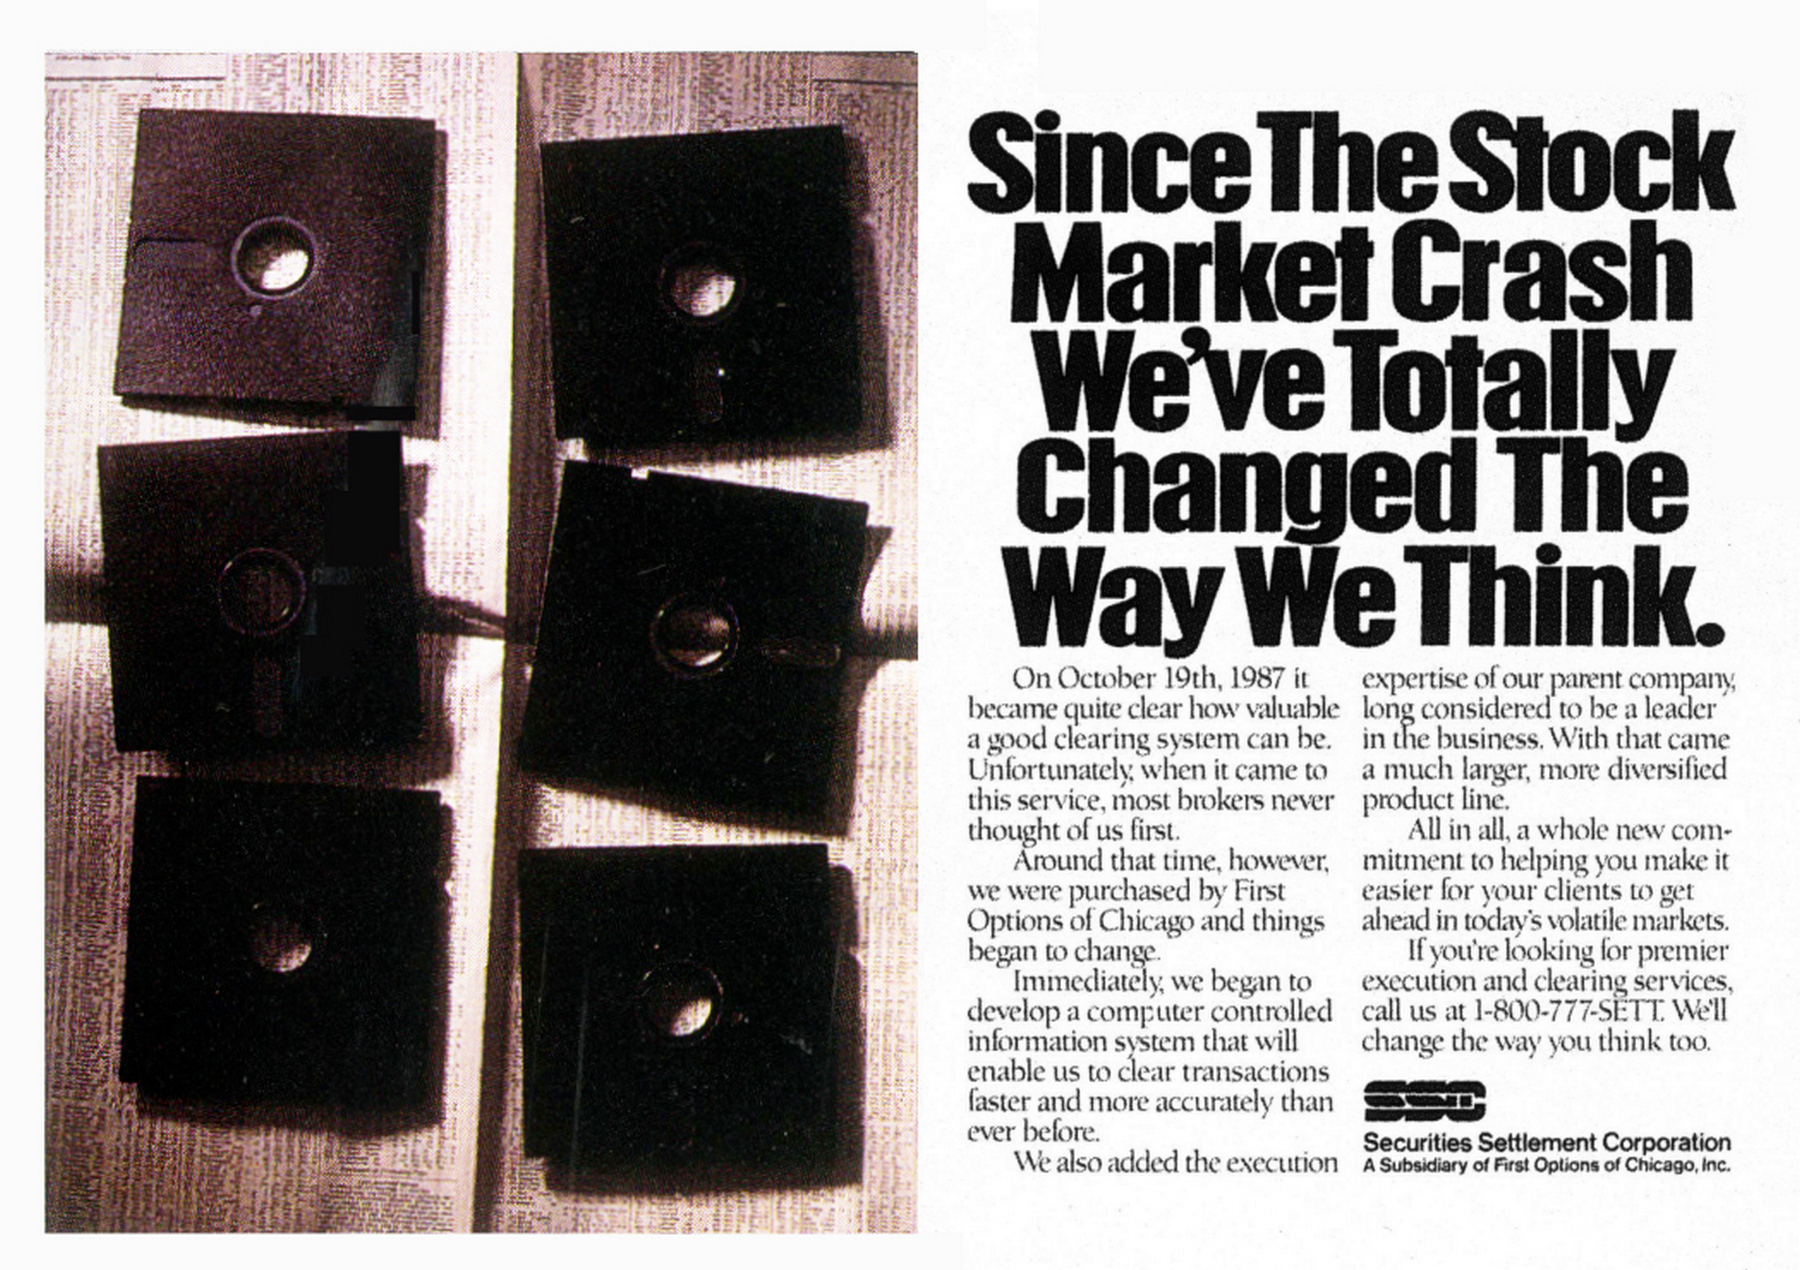 Since The Stock
Market Crash
We've Totally
Changed The
Way We Think.
On October 19th, 1987 it
became quite clear how valuable
a good clearing system can be.
Unfortunately, when it came to
this service, most brokers never
thought of us first.
Around that time, however,
we were purchased by First
Options of Chicago and things
began to change.
Immediately, we began to
develop a computer controlled
information system that will
enable us to clear transactions
faster and more accurately than
ever before.
We also added the execution
expertise of our parent company,
long considered to be a leader
in the business. With that came
a much larger, more diversified
product line.
All in all, a whole new com-
mitment to helping you make it
easier for your clients to get
ahead in today's volatile markets.
If you're looking for premier
execution and clearing services,
call us at 1-800-777-SETT. We'll
change the way you think too.
SSC
Securities Settlement Corporation
A Subsidiary of First Options of Chicago, Inc.